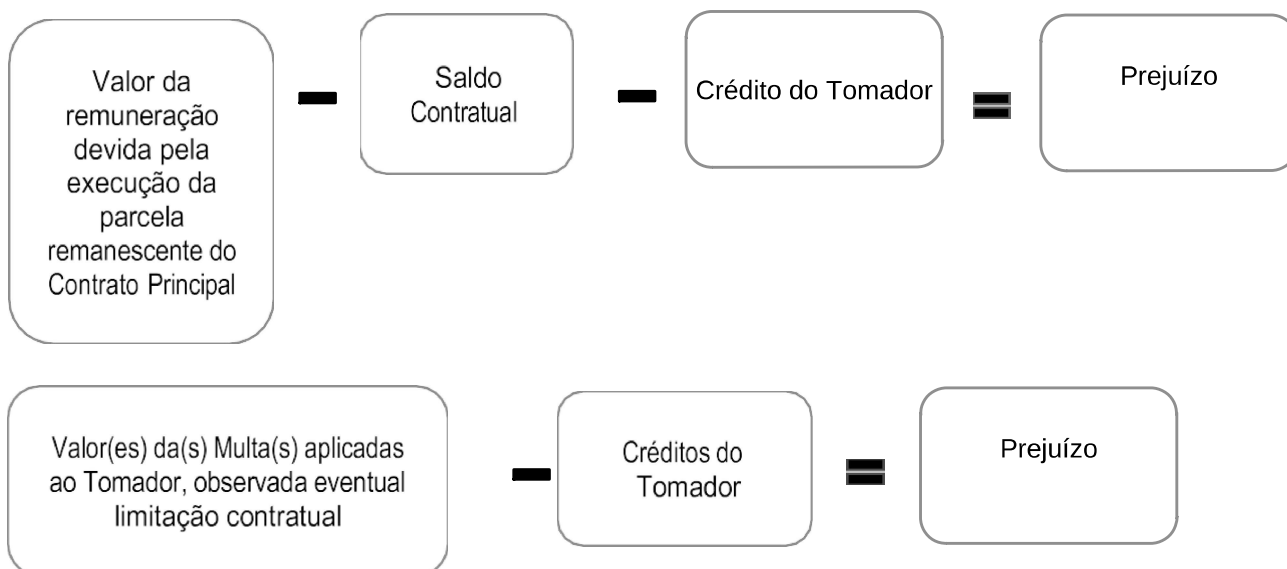 Valor da
remuneração
devida pela
execução da
parcela
remanescente do
Contrato Principal
Saldo
Contratual
Crédito do Tomador
Prejuízo
Valor(es) da(s) Multa(s) aplicadas
ao Tomador, observada eventual
limitação contratual
Créditos do
Tomador
Prejuízo